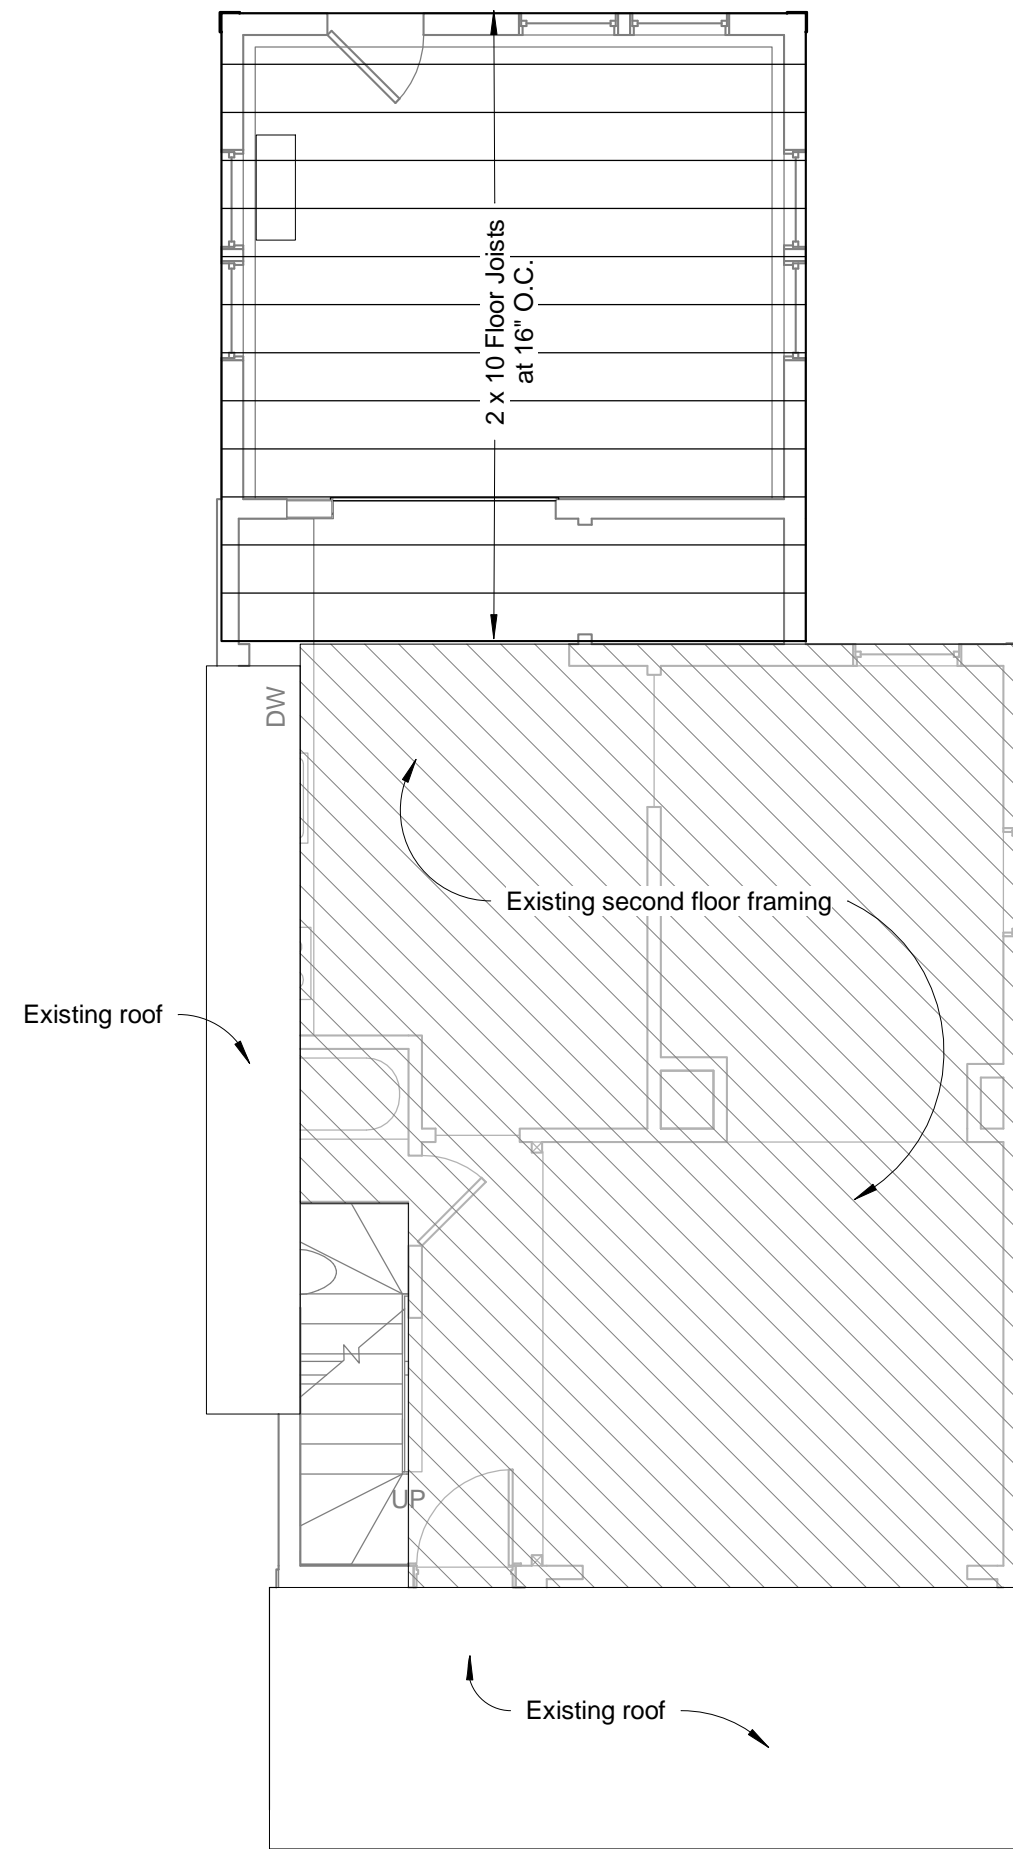 2 x 10 Floor Joists
at 16" O.C.
DW
Existing second floor framing
Existing roof
UP
Existing roof